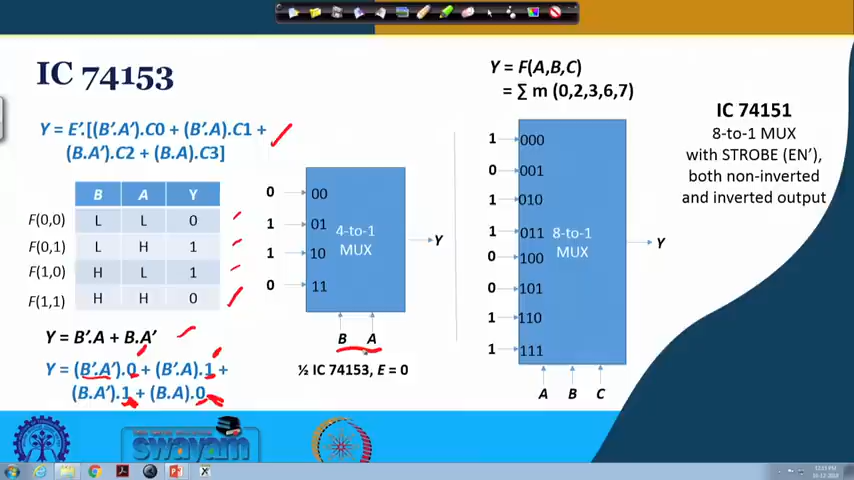 IC 74153
Y = E'.[(B'.A').C0 + (B'.A).C1 +
(B.A').C2 + (B.A).C3]
B A Y
F(0,0) L L 0
F(0,1) L H 1
F(1,0) H L 1
F(1,1) H H 0
Y = B'.A + B.A'
Y = (B'.A').0 + (B'.A).1 +
(B.A').1 + (B.A).0
0 00
1 01
1 10
0 11
4-to-1
MUX
Y
B A
½ IC 74153, E = 0
Y = F(A,B,C)
= ∑ m (0,2,3,6,7)
1 000
0 001
1 010
1 011
0 100
0 101
1 110
1 111
8-to-1
MUX
Y
A B C
IC 74151
8-to-1 MUX
with STROBE (EN'),
both non-inverted
and inverted output
swayam